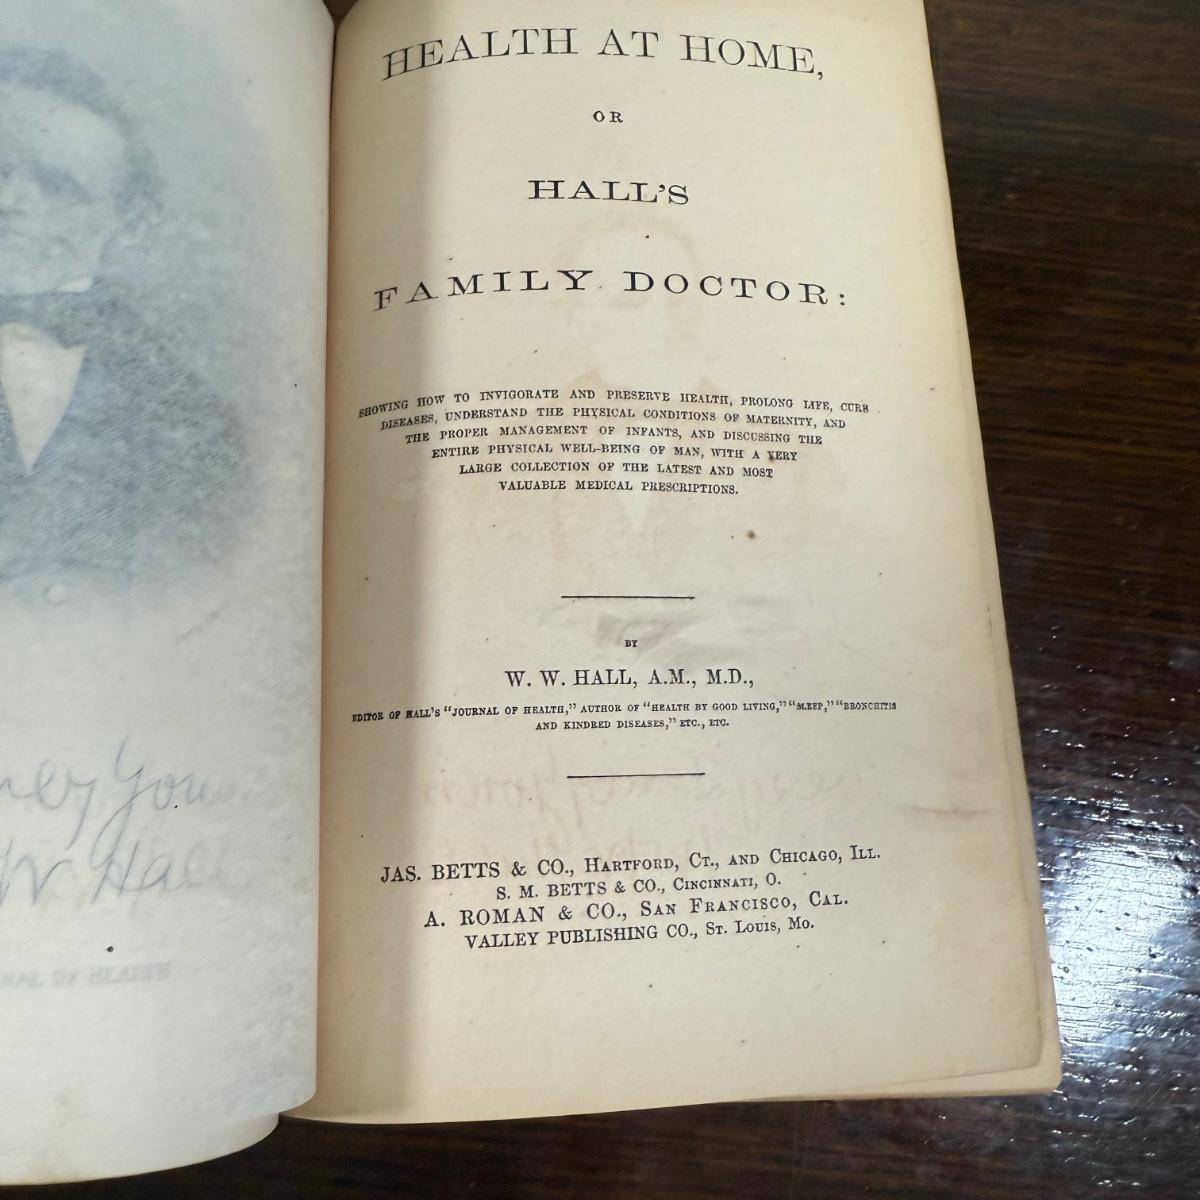 HEALTH AT HOME,
OR
HALL'S
FAMILY DOCTOR:
SHOWING HOW TO INVIGORATE AND PRESERVE HEALTH, PROLONG LIFE, CURE
DISEASES, UNDERSTAND THE PHYSICAL CONDITIONS OF MATERNITY, AND
THE PROPER MANAGEMENT OF INFANTS, AND DISCUSSING THE
ENTIRE PHYSICAL WELL-BEING OF MAN, WITH A VERY
LARGE COLLECTION OF THE LATEST AND MOST
VALUABLE MEDICAL PRESCRIPTIONS.
BY
W. W. HALL, A.M., M.D.,
EDITOR OF HALL'S "JOURNAL OF HEALTH," AUTHOR OF "HEALTH BY GOOD LIVING," "SLEEP," "BRONCHITIS
AND KINDRED DISEASES," ETC., ETC.
JAS. BETTS & CO., HARTFORD, CT., AND CHICAGO, ILL.
S. M. BETTS & CO., CINCINNATI, O.
A. ROMAN & CO., SAN FRANCISCO, CAL.
VALLEY PUBLISHING CO., ST. LOUIS, MO.
W. Hall
OF HEALTH